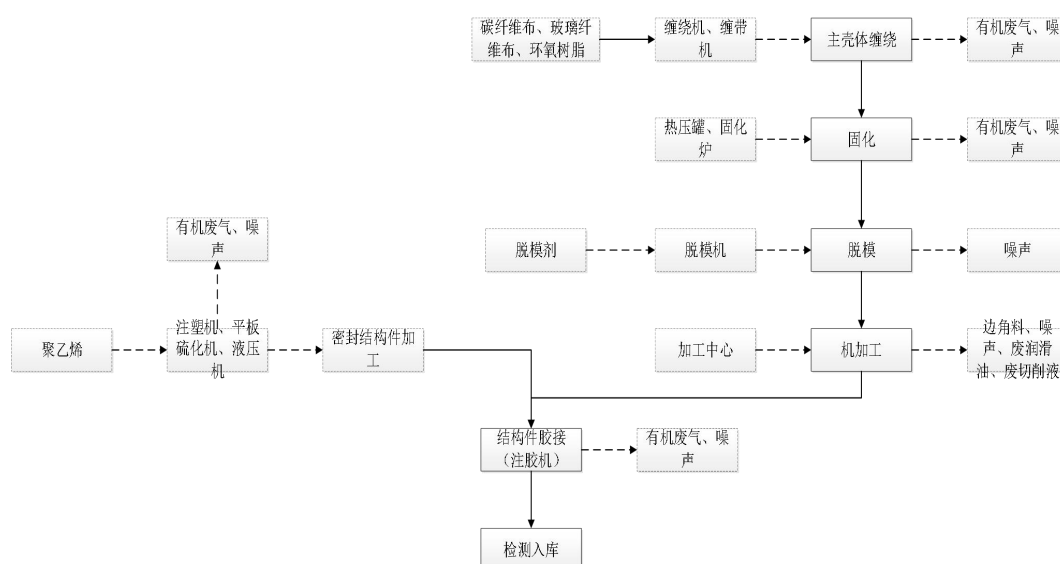 碳纤维布、玻璃纤
维布、环氧树脂
缠绕机、缠带
机
主壳体缠绕
有机废气、噪
声
热压罐、固化
炉
固化
有机废气、噪
声
有机废气、噪
声
脱模剂
脱模机
脱模
噪声
聚乙烯
注塑机、平板
硫化机、液压
机
密封结构件加
工
加工中心
机加工
边角料、噪
声、废润滑
油、废切削液
结构件胶接
（注胶机）
有机废气、噪
声
检测入库